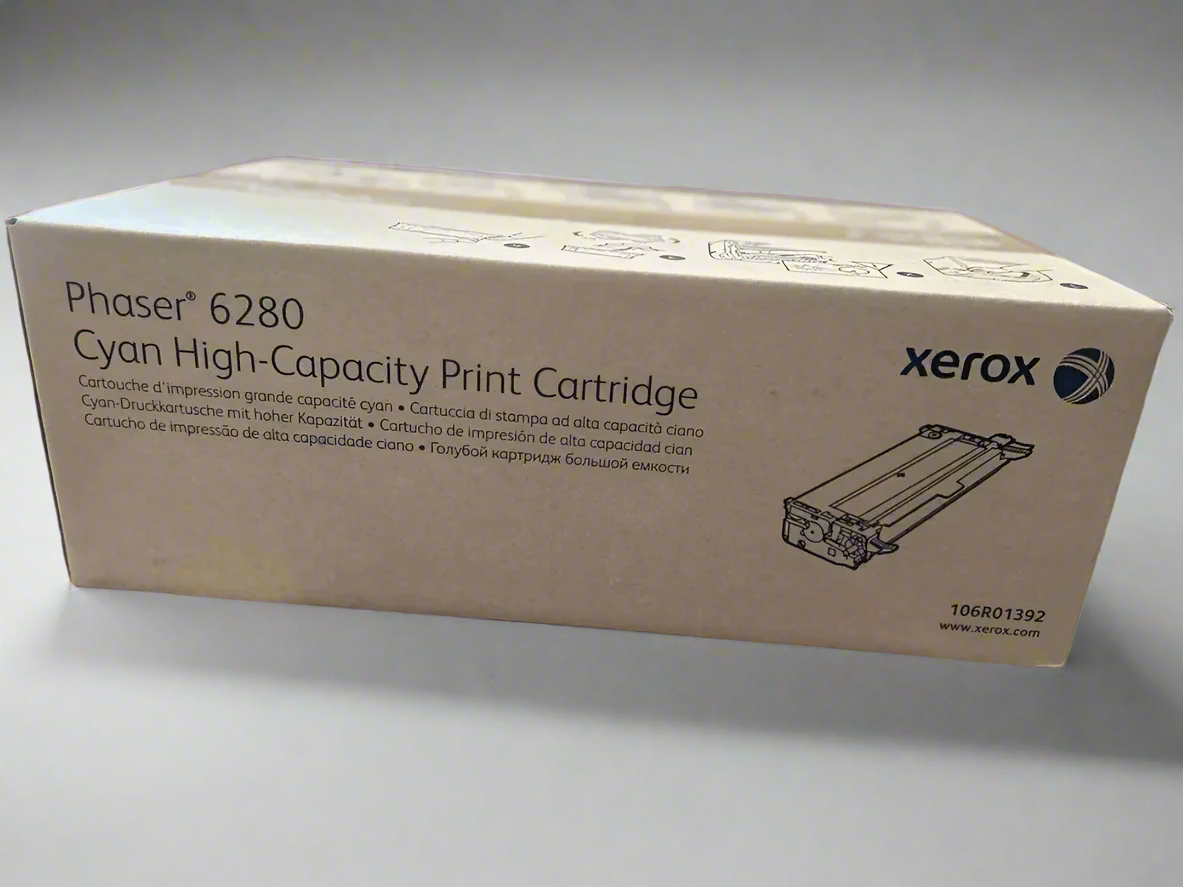 Phaser® 6280
Cyan High-Capacity Print Cartridge
Cartouche d'impression grande capacité cyan • Cartuccia di stampa ad alta capacità ciano
Cyan-Druckkartusche mit hoher Kapazität • Cartucho de impresión de alta capacidad cian
Cartucho de impressão de alta capacidade ciano • Голубой картридж большой емкости
xerox
106R01392
www.xerox.com